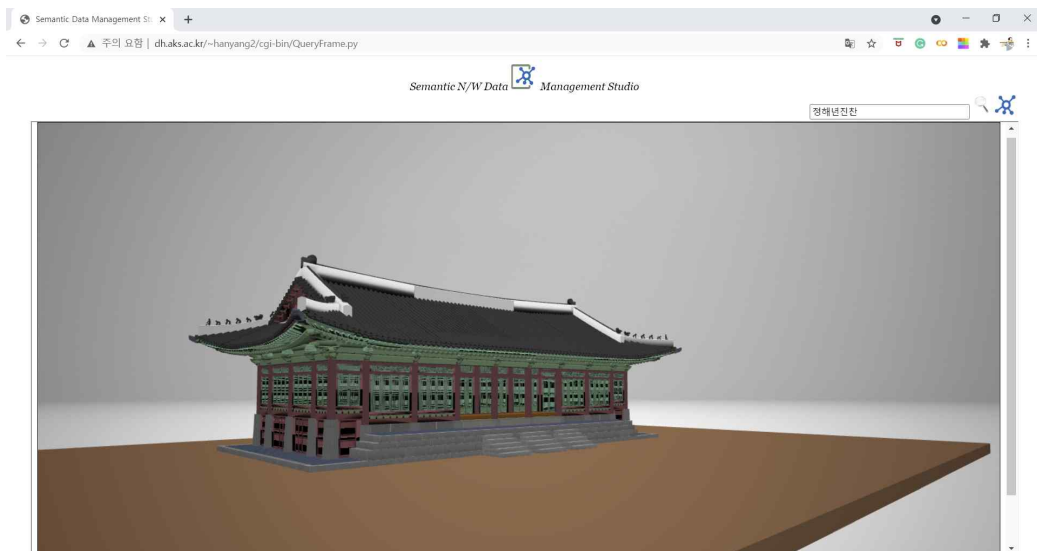 Semantic Data Management St
주의 요함 | dh.aks.ac.kr/~hanyang2/cgi-bin/QueryFrame.py
Semantic N/W Data Management Studio
정해년진찬